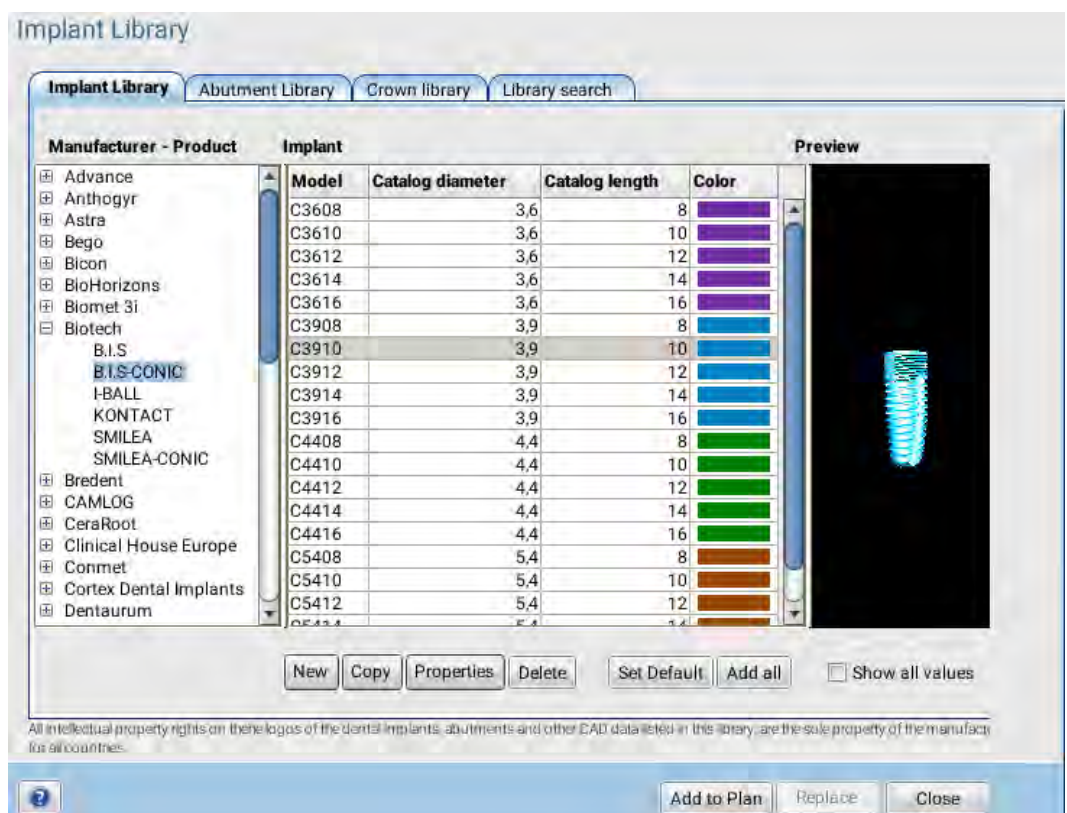 Implant Library
Implant Library Abutment Library Crown library Library search
Manufacturer - Product Implant Preview
Advance
Anthogyr
Astra
Bego
Bicon
BioHorizons
Biomet 3i
Biotech
B.I.S
B.I.S-CONIC
I-BALL
KONTACT
SMILEA
SMILEA-CONIC
Bredent
CAMLOG
CeraRoot
Clinical House Europe
Conmet
Cortex Dental Implants
Dentaurum
Model Catalog diameter Catalog length Color
C3608 3,6 8
C3610 3,6 10
C3612 3,6 12
C3614 3,6 14
C3616 3,6 16
C3908 3,9 8
C3910 3,9 10
C3912 3,9 12
C3914 3,9 14
C3916 3,9 16
C4408 4,4 8
C4410 4,4 10
C4412 4,4 12
C4414 4,4 14
C4416 4,4 16
C5408 5,4 8
C5410 5,4 10
C5412 5,4 12
C5414 5,4 14
New Copy Properties Delete Set Default Add all Show all values
All intellectual property rights on there logos of the dental implants, abutments and other CAD data listed in this library, are the sole property of the manufact
for all countries.
Add to Plan Replace Close